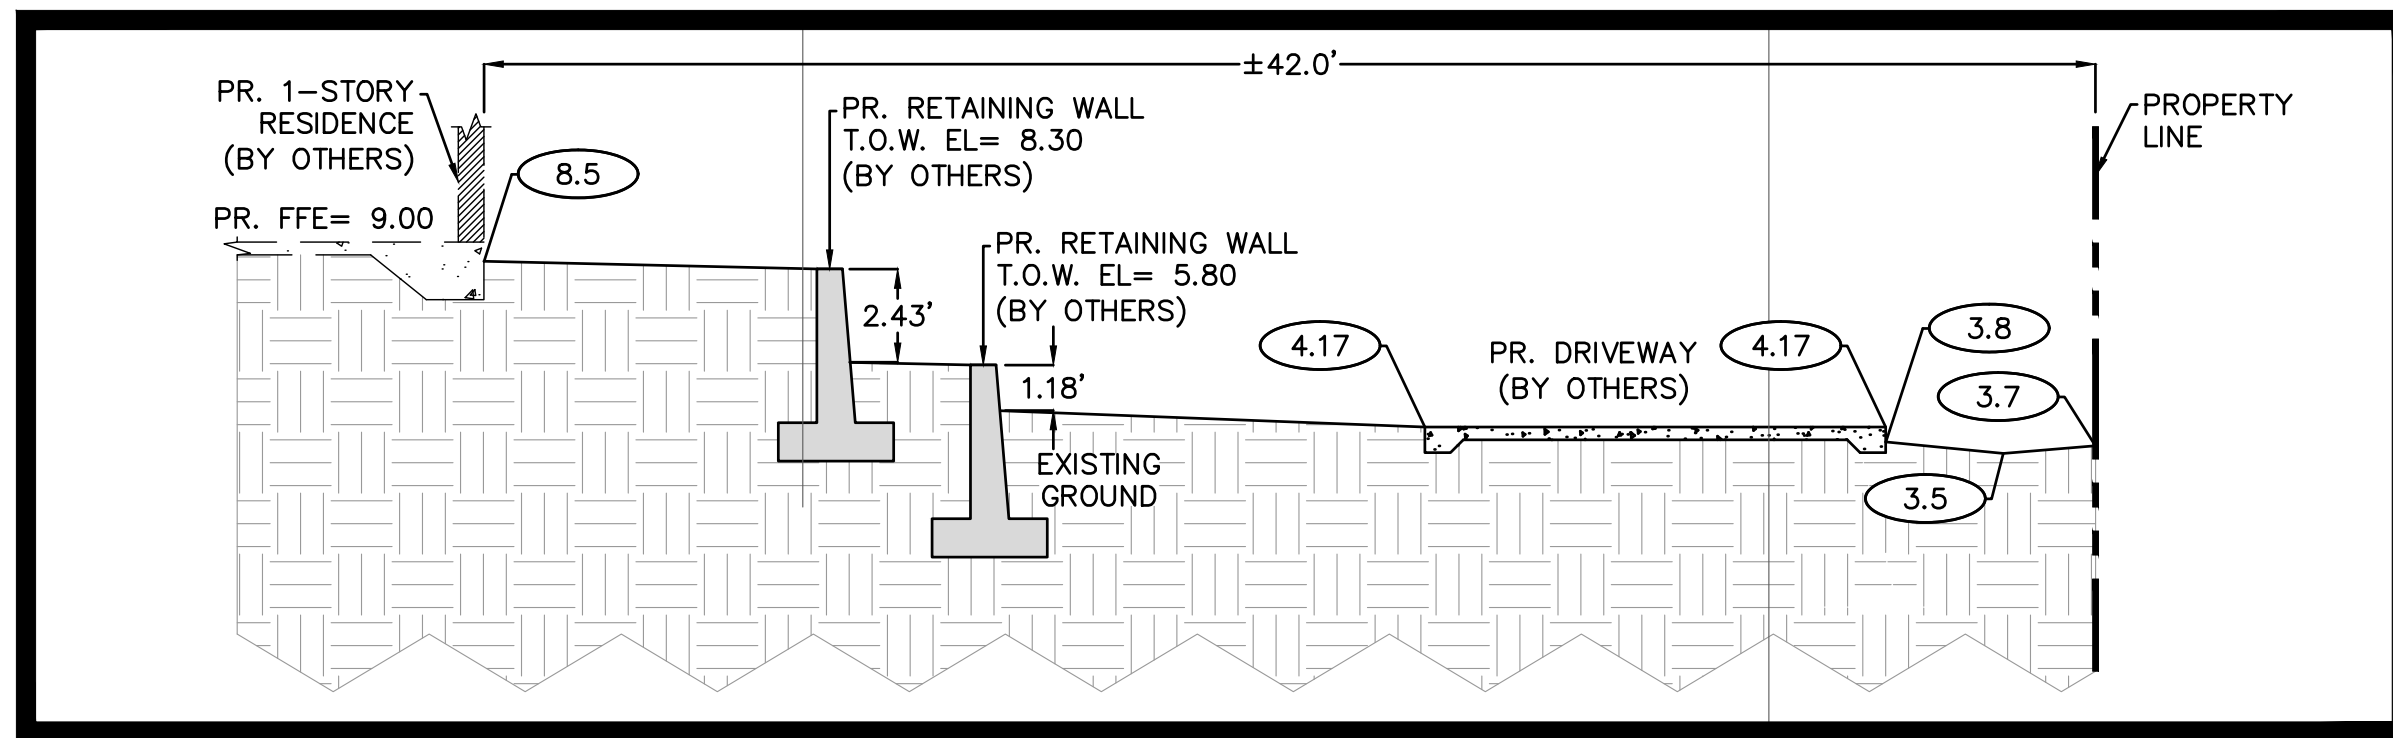 ±42.0'
PR. 1-STORY
RESIDENCE
(BY OTHERS)
PR. FFE= 9.00
8.5
PR. RETAINING WALL
T.O.W. EL= 8.30
(BY OTHERS)
2.43'
PR. RETAINING WALL
T.O.W. EL= 5.80
(BY OTHERS)
1.18'
EXISTING
GROUND
4.17
PR. DRIVEWAY
(BY OTHERS)
4.17
3.8
3.7
3.5
PROPERTY
LINE